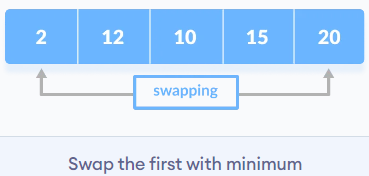 2 12 10 15 20
swapping
Swap the first with minimum